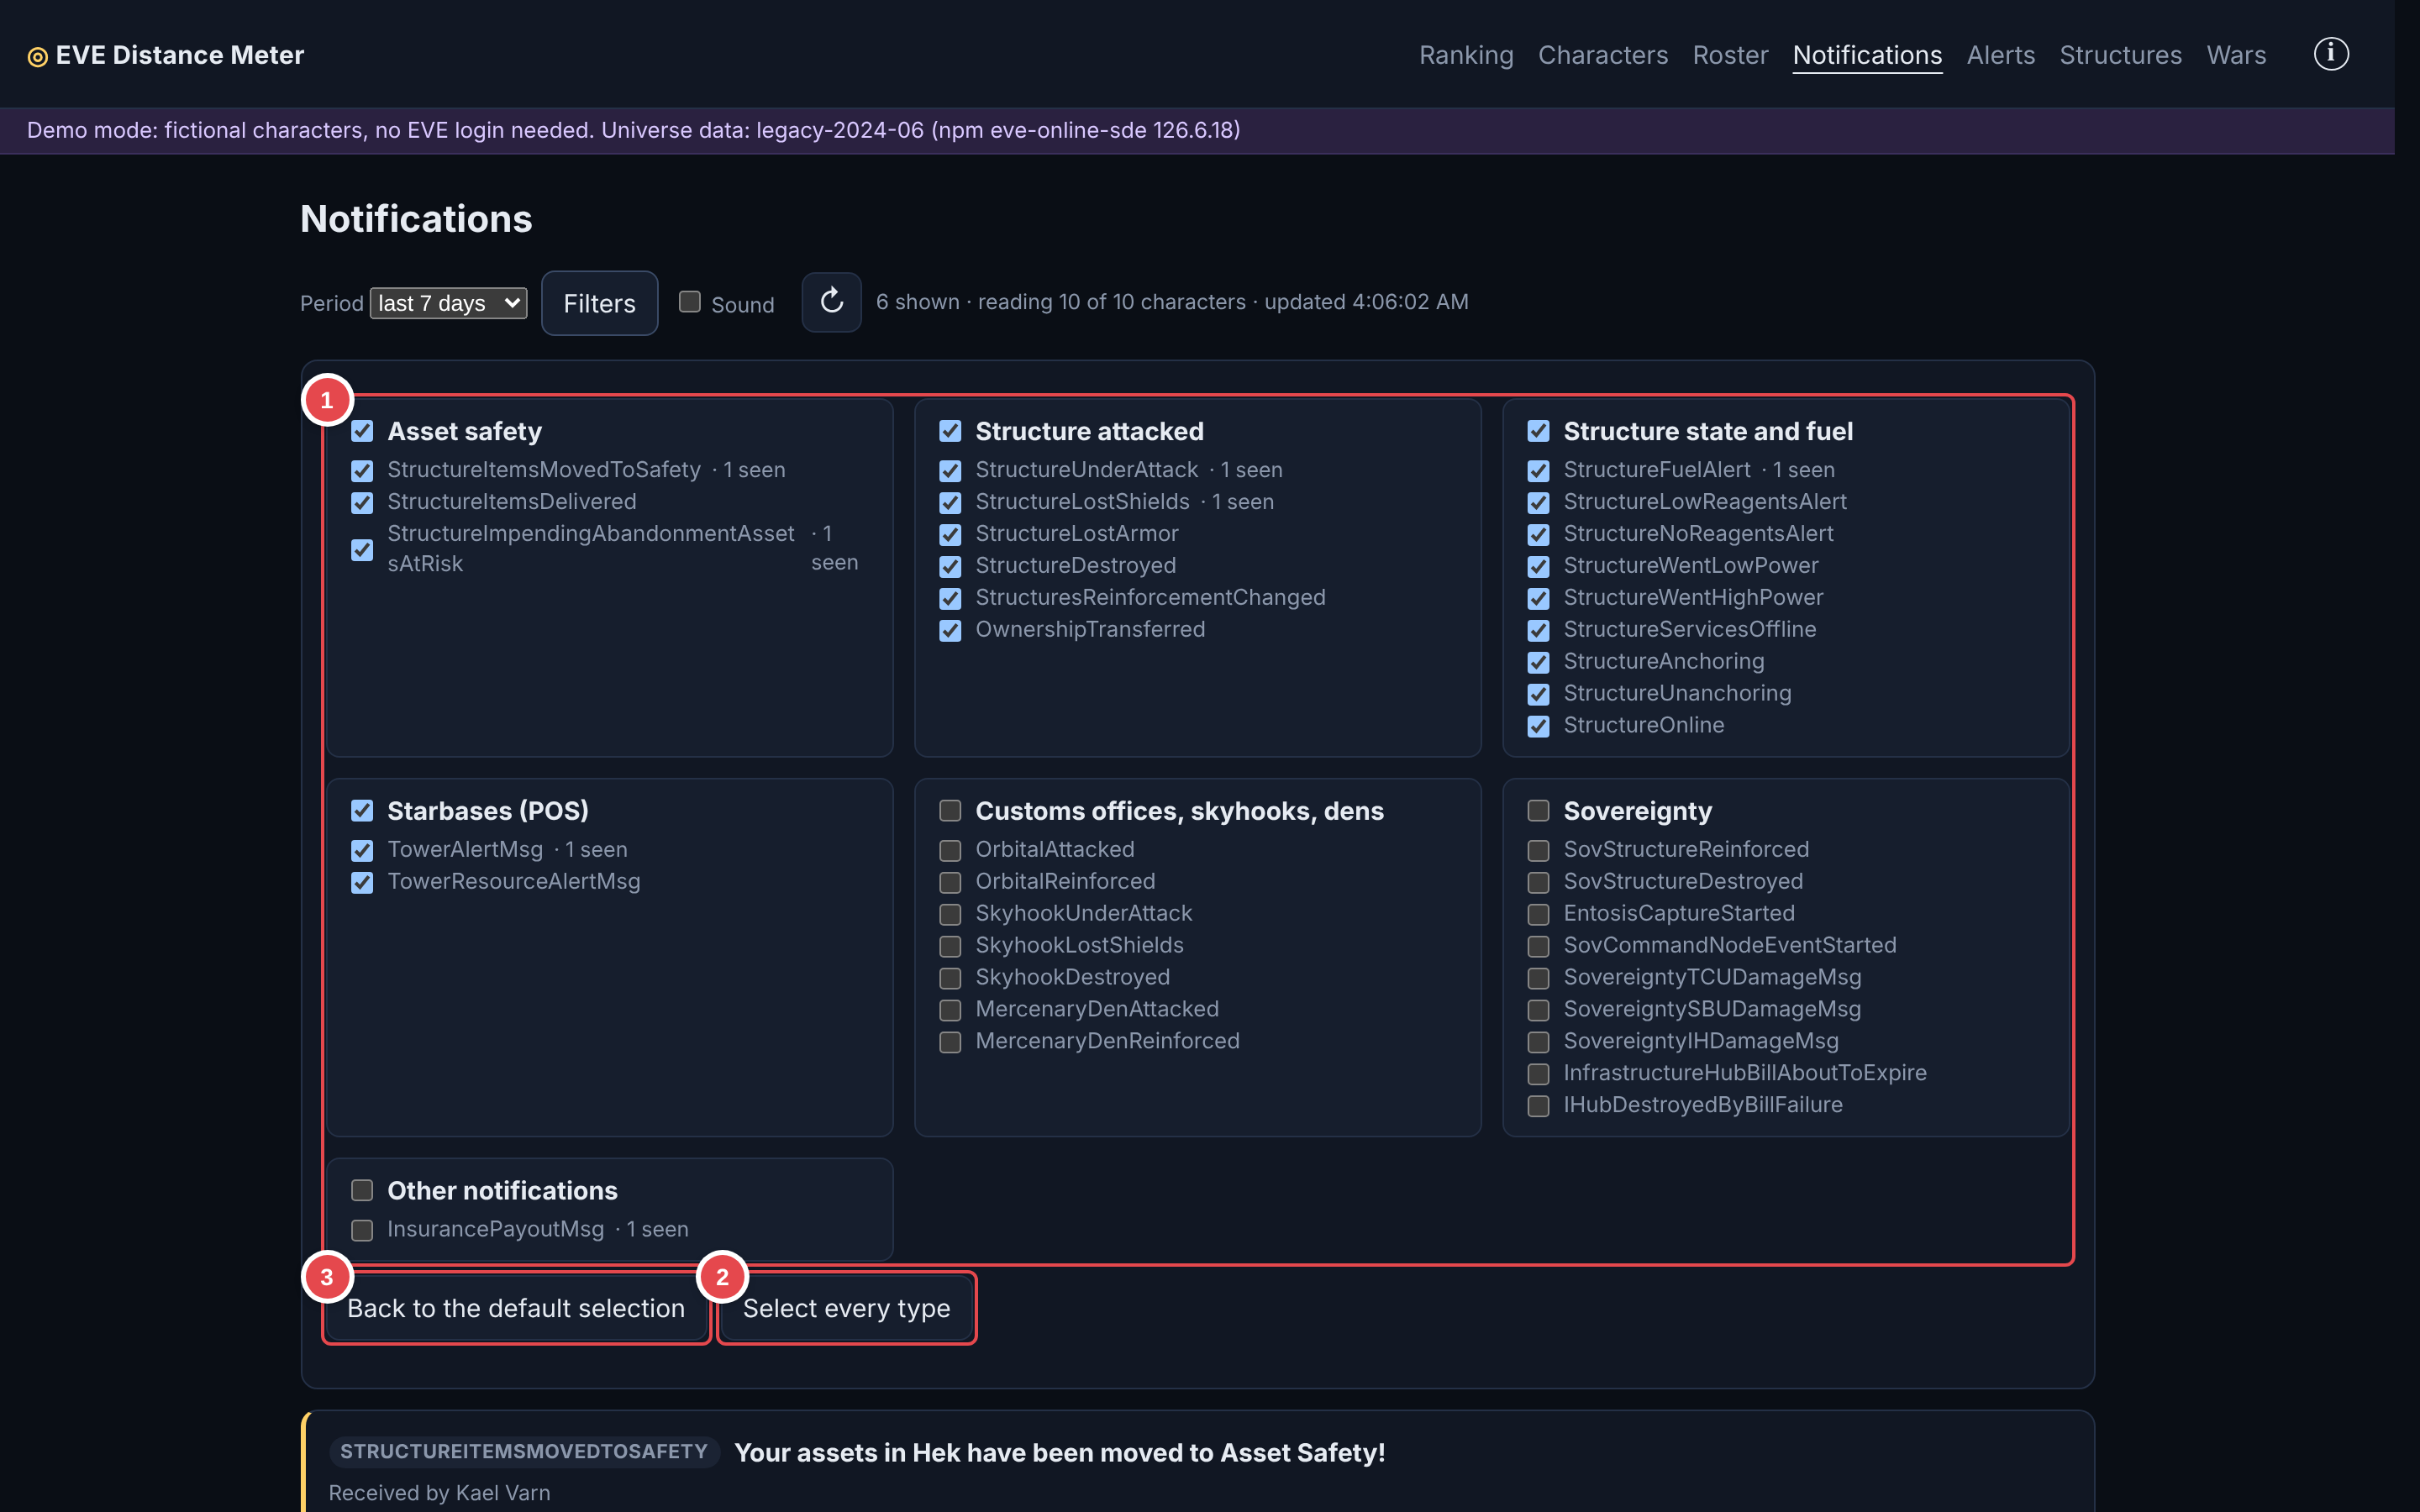 EVE Distance Meter
Ranking Characters Roster Notifications Alerts Structures Wars i
Demo mode: fictional characters, no EVE login needed. Universe data: legacy-2024-06 (npm eve-online-sde 126.6.18)
Notifications
Period last 7 days Filters Sound 6 shown · reading 10 of 10 characters · updated 4:06:02 AM
1
Asset safety
StructureItemsMovedToSafety · 1 seen
StructureItemsDelivered
StructureImpendingAbandonmentAsset · 1
sAtRisk seen
Structure attacked
StructureUnderAttack · 1 seen
StructureLostShields · 1 seen
StructureLostArmor
StructureDestroyed
StructuresReinforcementChanged
OwnershipTransferred
Structure state and fuel
StructureFuelAlert · 1 seen
StructureLowReagentsAlert
StructureNoReagentsAlert
StructureWentLowPower
StructureWentHighPower
StructureServicesOffline
StructureAnchoring
StructureUnanchoring
StructureOnline
Starbases (POS)
TowerAlertMsg · 1 seen
TowerResourceAlertMsg
Customs offices, skyhooks, dens
OrbitalAttacked
OrbitalReinforced
SkyhookUnderAttack
SkyhookLostShields
SkyhookDestroyed
MercenaryDenAttacked
MercenaryDenReinforced
Sovereignty
SovStructureReinforced
SovStructureDestroyed
EntosisCaptureStarted
SovCommandNodeEventStarted
SovereigntyTCUDamageMsg
SovereigntySBUDamageMsg
SovereigntyIHDamageMsg
InfrastructureHubBillAboutToExpire
IHubDestroyedByBillFailure
Other notifications
InsurancePayoutMsg · 1 seen
3 2
Back to the default selection Select every type
STRUCTUREITEMSMOVEDTOSAFETY Your assets in Hek have been moved to Asset Safety!
Received by Kael Varn